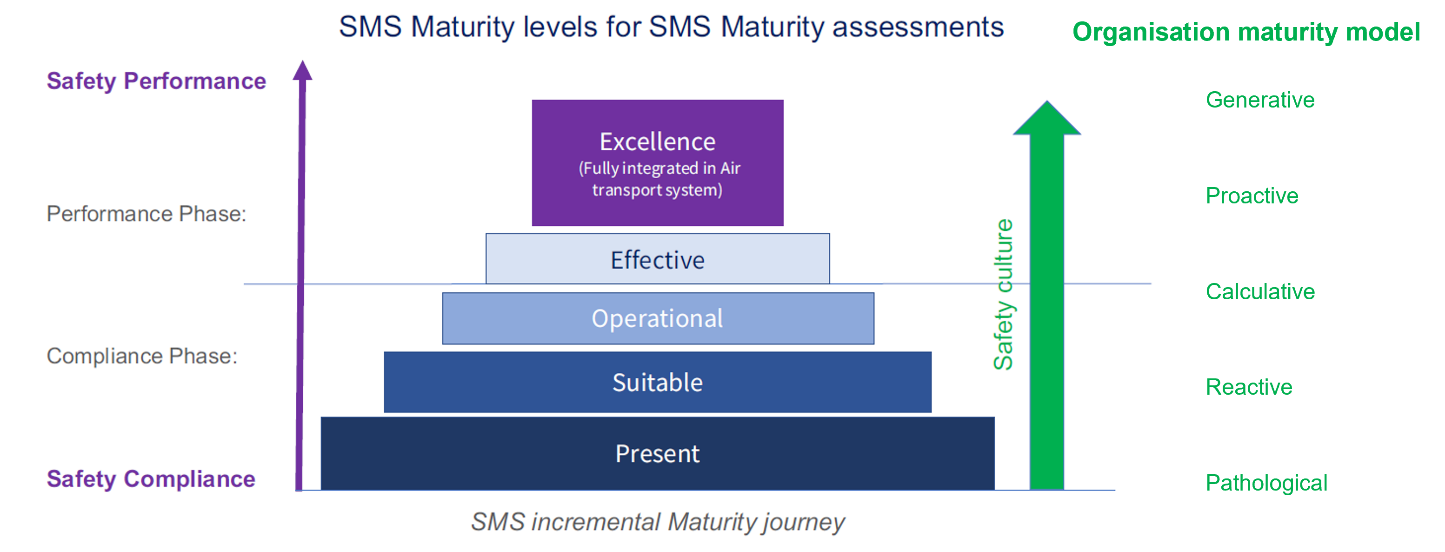 SMS Maturity levels for SMS Maturity assessments
Organisation maturity model
Safety Performance
Generative
Excellence
(Fully integrated in Air
transport system)
Proactive
Performance Phase:
Effective
Safety culture
Calculative
Operational
Compliance Phase:
Suitable
Reactive
Present
Safety Compliance
Pathological
SMS incremental Maturity journey